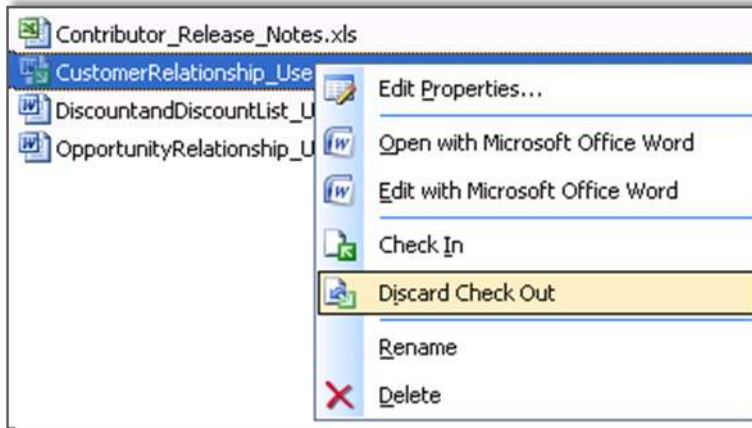 Contributor_Release_Notes.xls
CustomerRelationship_Use
DiscountandDiscountList_U
OpportunityRelationship_U
Edit Properties...
Open with Microsoft Office Word
Edit with Microsoft Office Word
Check In
Discard Check Out
Rename
Delete